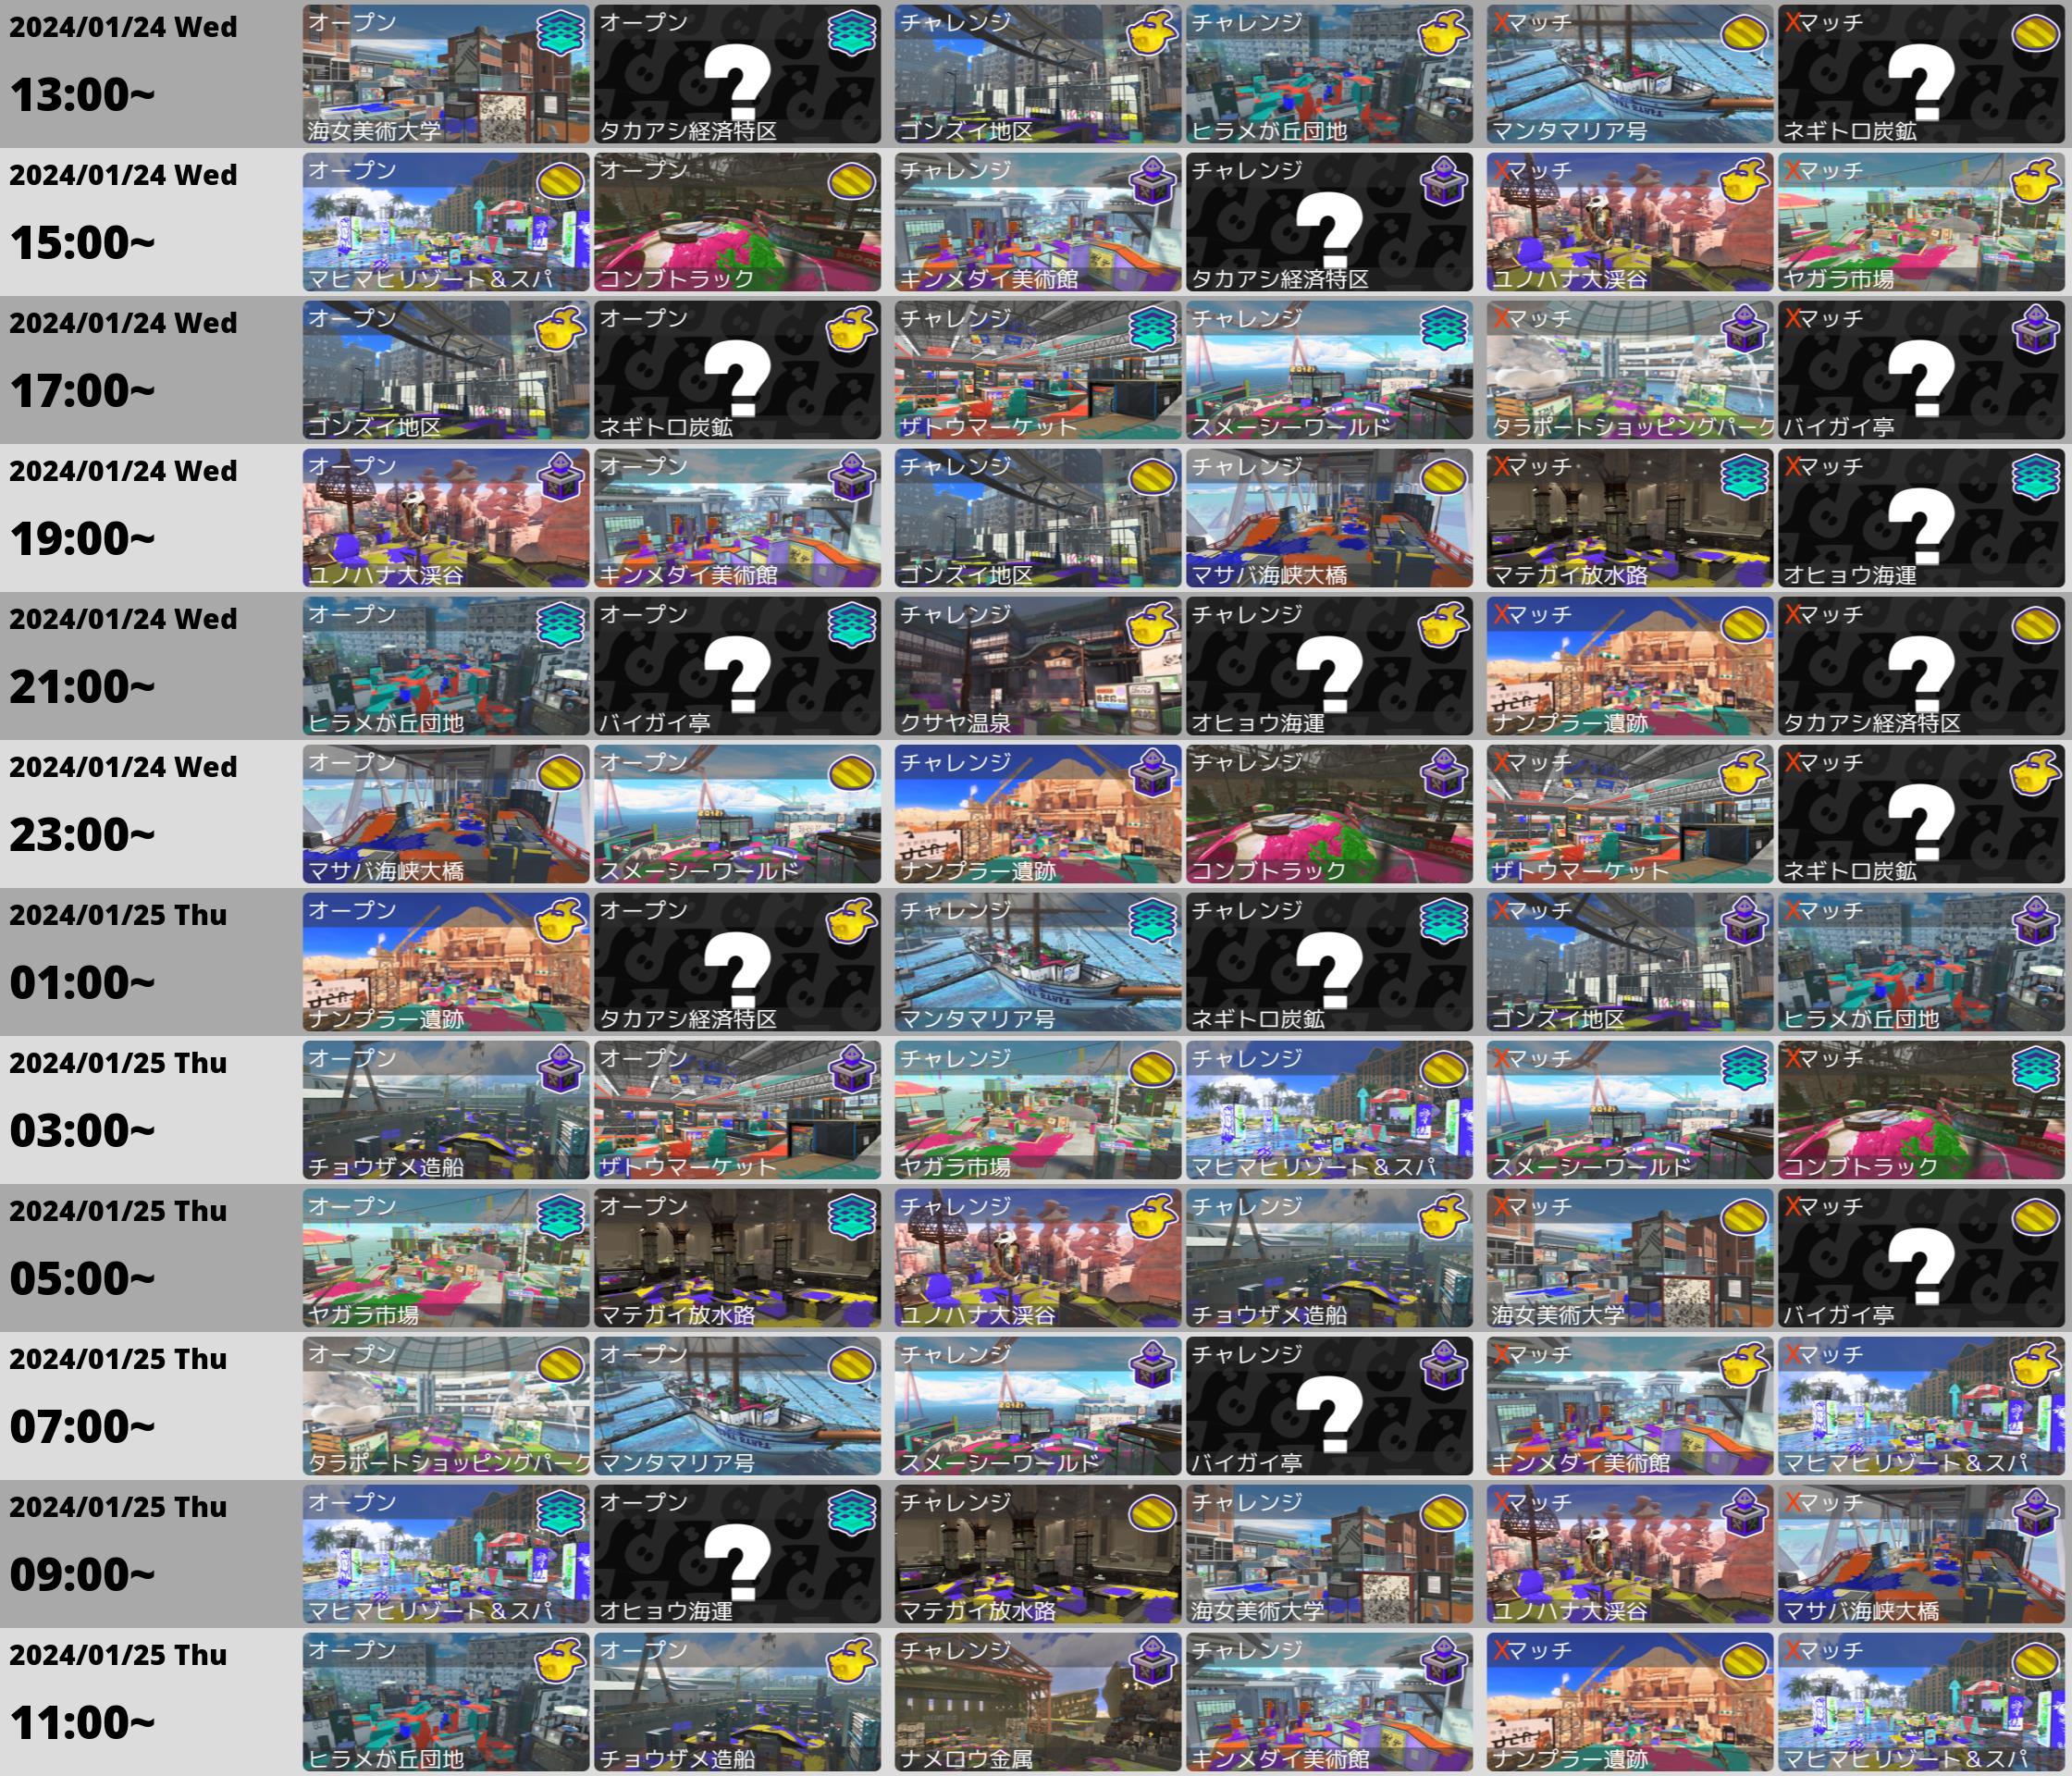 2024/01/24 Wed
13:00~
オープン オープン チャレンジ チャレンジ Xマッチ Xマッチ
海女美術大学 タカアシ経済特区 ゴンズイ地区 ヒラメが丘団地 マンタマリア号 ネギトロ炭鉱
2024/01/24 Wed
15:00~
オープン オープン チャレンジ チャレンジ Xマッチ Xマッチ
マヒマヒリゾート＆スパ コンブトラック キンメダイ美術館 タカアシ経済特区 ユノハナ大渓谷 ヤガラ市場
2024/01/24 Wed
17:00~
オープン オープン チャレンジ チャレンジ Xマッチ Xマッチ
ゴンズイ地区 ネギトロ炭鉱 ザトウマーケット スメーシーワールド タラポートショッピングパーク バイガイ亭
2024/01/24 Wed
19:00~
オープン オープン チャレンジ チャレンジ Xマッチ Xマッチ
ユノハナ大渓谷 キンメダイ美術館 ゴンズイ地区 マサバ海峡大橋 マテガイ放水路 オヒョウ海運
2024/01/24 Wed
21:00~
オープン オープン チャレンジ チャレンジ Xマッチ Xマッチ
ヒラメが丘団地 バイガイ亭 クサヤ温泉 オヒョウ海運 ナンプラー遺跡 タカアシ経済特区
2024/01/24 Wed
23:00~
オープン オープン チャレンジ チャレンジ Xマッチ Xマッチ
マサバ海峡大橋 スメーシーワールド ナンプラー遺跡 コンブトラック ザトウマーケット ネギトロ炭鉱
2024/01/25 Thu
01:00~
オープン オープン チャレンジ チャレンジ Xマッチ Xマッチ
ナンプラー遺跡 タカアシ経済特区 マンタマリア号 ネギトロ炭鉱 ゴンズイ地区 ヒラメが丘団地
2024/01/25 Thu
03:00~
オープン オープン チャレンジ チャレンジ Xマッチ Xマッチ
チョウザメ造船 ザトウマーケット ヤガラ市場 マヒマヒリゾート＆スパ スメーシーワールド コンブトラック
2024/01/25 Thu
05:00~
オープン オープン チャレンジ チャレンジ Xマッチ Xマッチ
ヤガラ市場 マテガイ放水路 ユノハナ大渓谷 チョウザメ造船 海女美術大学 バイガイ亭
2024/01/25 Thu
07:00~
オープン オープン チャレンジ チャレンジ Xマッチ Xマッチ
タラポートショッピングパーク マンタマリア号 スメーシーワールド バイガイ亭 キンメダイ美術館 マヒマヒリゾート＆スパ
2024/01/25 Thu
09:00~
オープン オープン チャレンジ チャレンジ Xマッチ Xマッチ
マヒマヒリゾート＆スパ オヒョウ海運 マテガイ放水路 海女美術大学 ユノハナ大渓谷 マサバ海峡大橋
2024/01/25 Thu
11:00~
オープン オープン チャレンジ チャレンジ Xマッチ Xマッチ
ヒラメが丘団地 チョウザメ造船 ナメロウ金属 キンメダイ美術館 ナンプラー遺跡 マヒマヒリゾート＆スパ